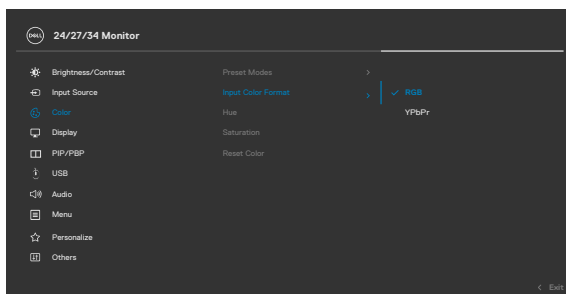 DELL 24/27/34 Monitor
Brightness/Contrast Preset Modes
Input Source Input Color Format RGB
Color Hue YPbPr
Display Saturation
PIP/PBP Reset Color
USB
Audio
Menu
Personalize
Others
Exit